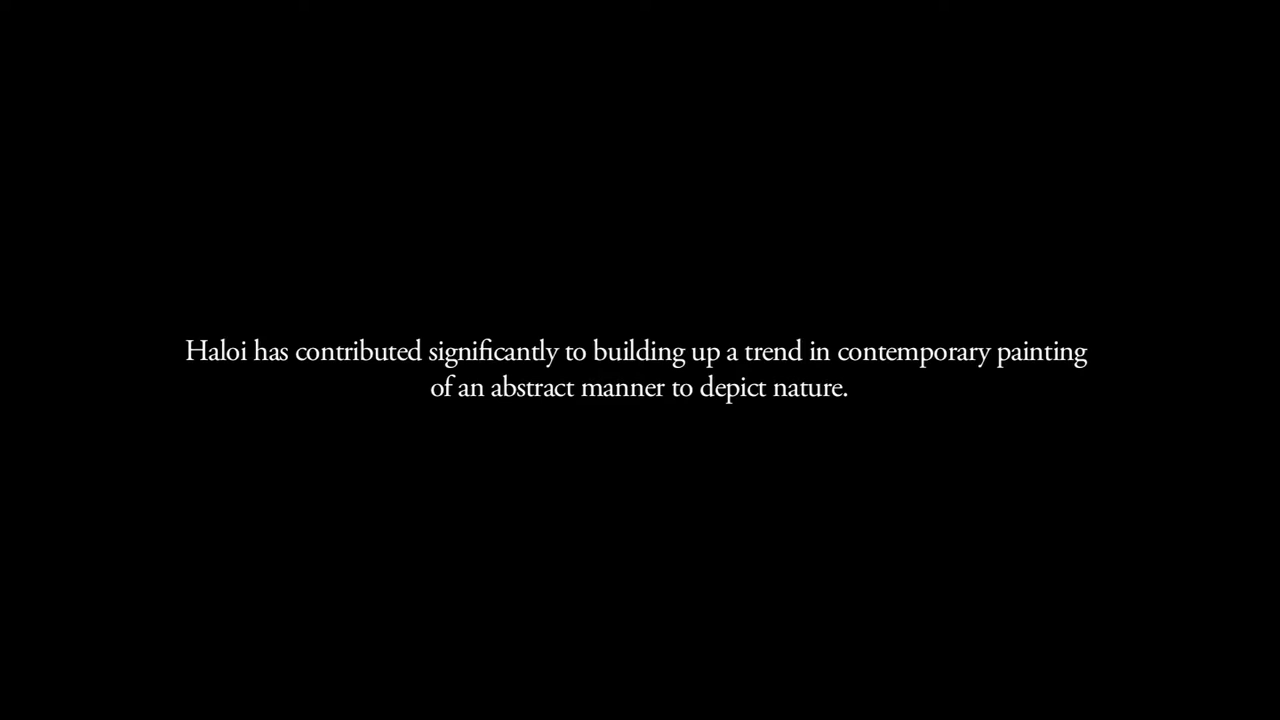 Haloi has contributed significantly to building up a trend in contemporary painting
of an abstract manner to depict nature.